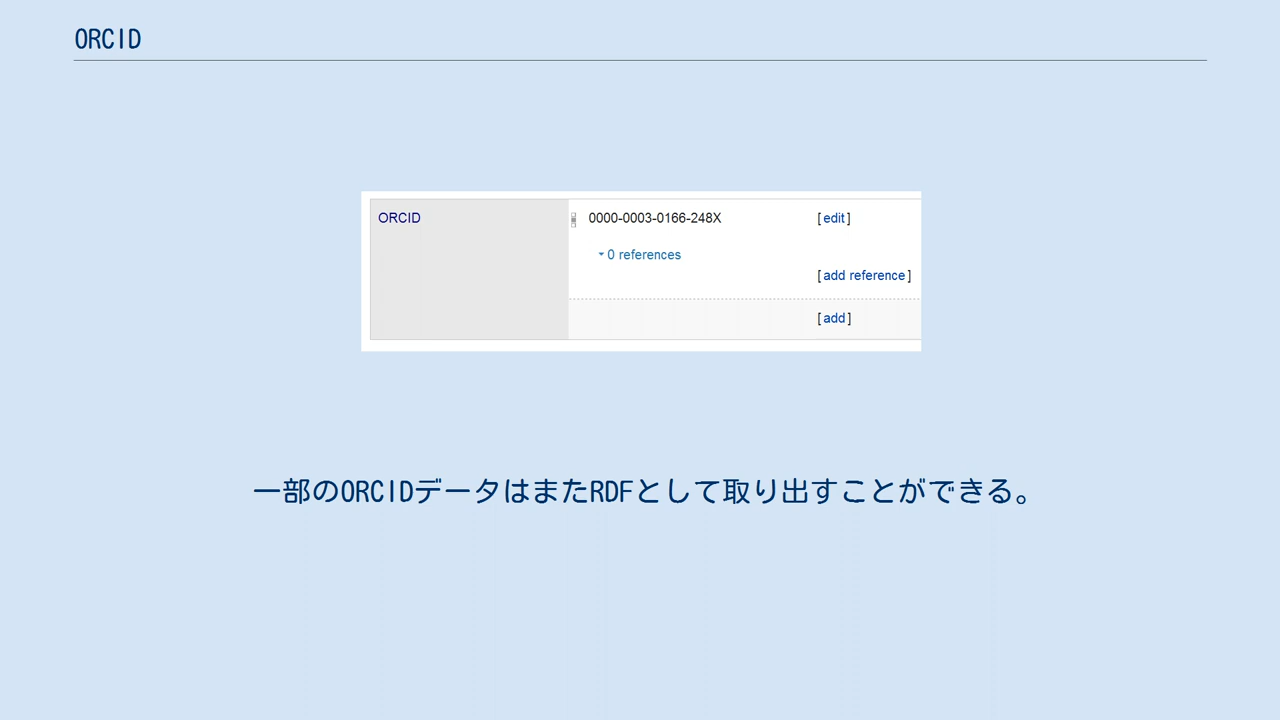 ORCID
ORCID
0000-0003-0166-248X
[edit]
0 references
[add reference]
[add]
一部のORCIDデータはまたRDFとして取り出すことができる。